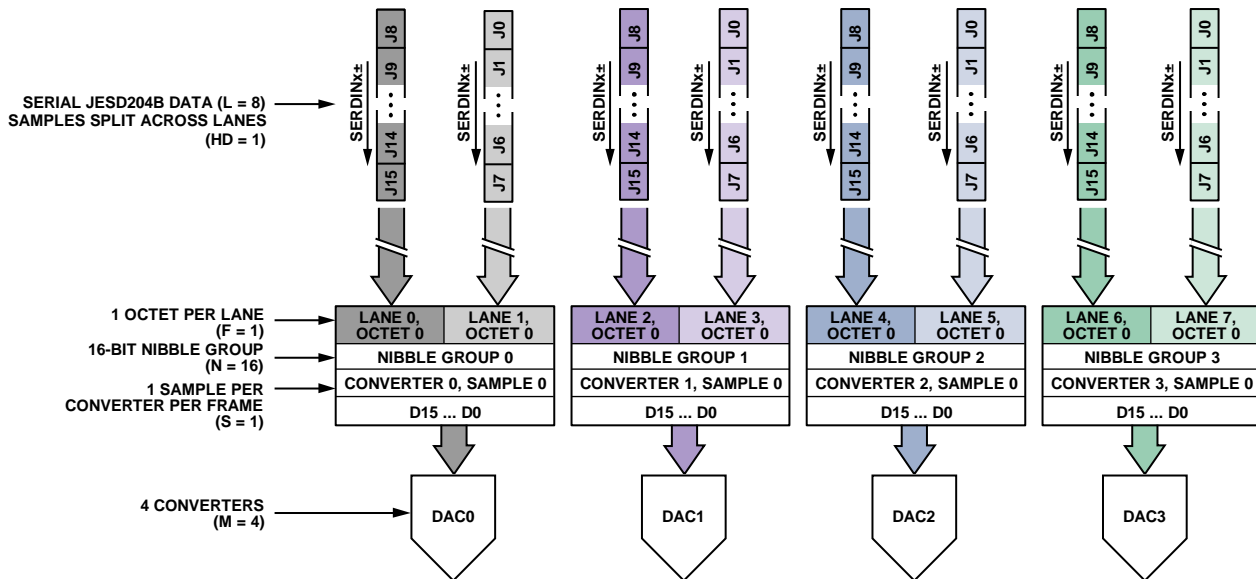 J8 J0 J8 J0 J8 J0 J8 J0
J9 J1 J9 J1 J9 J1 J9 J1
SERDINx± SERDINx± SERDINx± SERDINx± SERDINx± SERDINx± SERDINx± SERDINx±
J14 J6 J14 J6 J14 J6 J14 J6
J15 J7 J15 J7 J15 J7 J15 J7
SERIAL JESD204B DATA (L = 8)
SAMPLES SPLIT ACROSS LANES
(HD = 1)
1 OCTET PER LANE
(F = 1)
LANE 0, OCTET 0
LANE 1, OCTET 0
LANE 2, OCTET 0
LANE 3, OCTET 0
LANE 4, OCTET 0
LANE 5, OCTET 0
LANE 6, OCTET 0
LANE 7, OCTET 0
16-BIT NIBBLE GROUP
(N = 16)
NIBBLE GROUP 0
NIBBLE GROUP 1
NIBBLE GROUP 2
NIBBLE GROUP 3
1 SAMPLE PER
CONVERTER PER FRAME
(S = 1)
CONVERTER 0, SAMPLE 0
CONVERTER 1, SAMPLE 0
CONVERTER 2, SAMPLE 0
CONVERTER 3, SAMPLE 0
D15 ... D0
D15 ... D0
D15 ... D0
D15 ... D0
4 CONVERTERS
(M = 4)
DAC0
DAC1
DAC2
DAC3